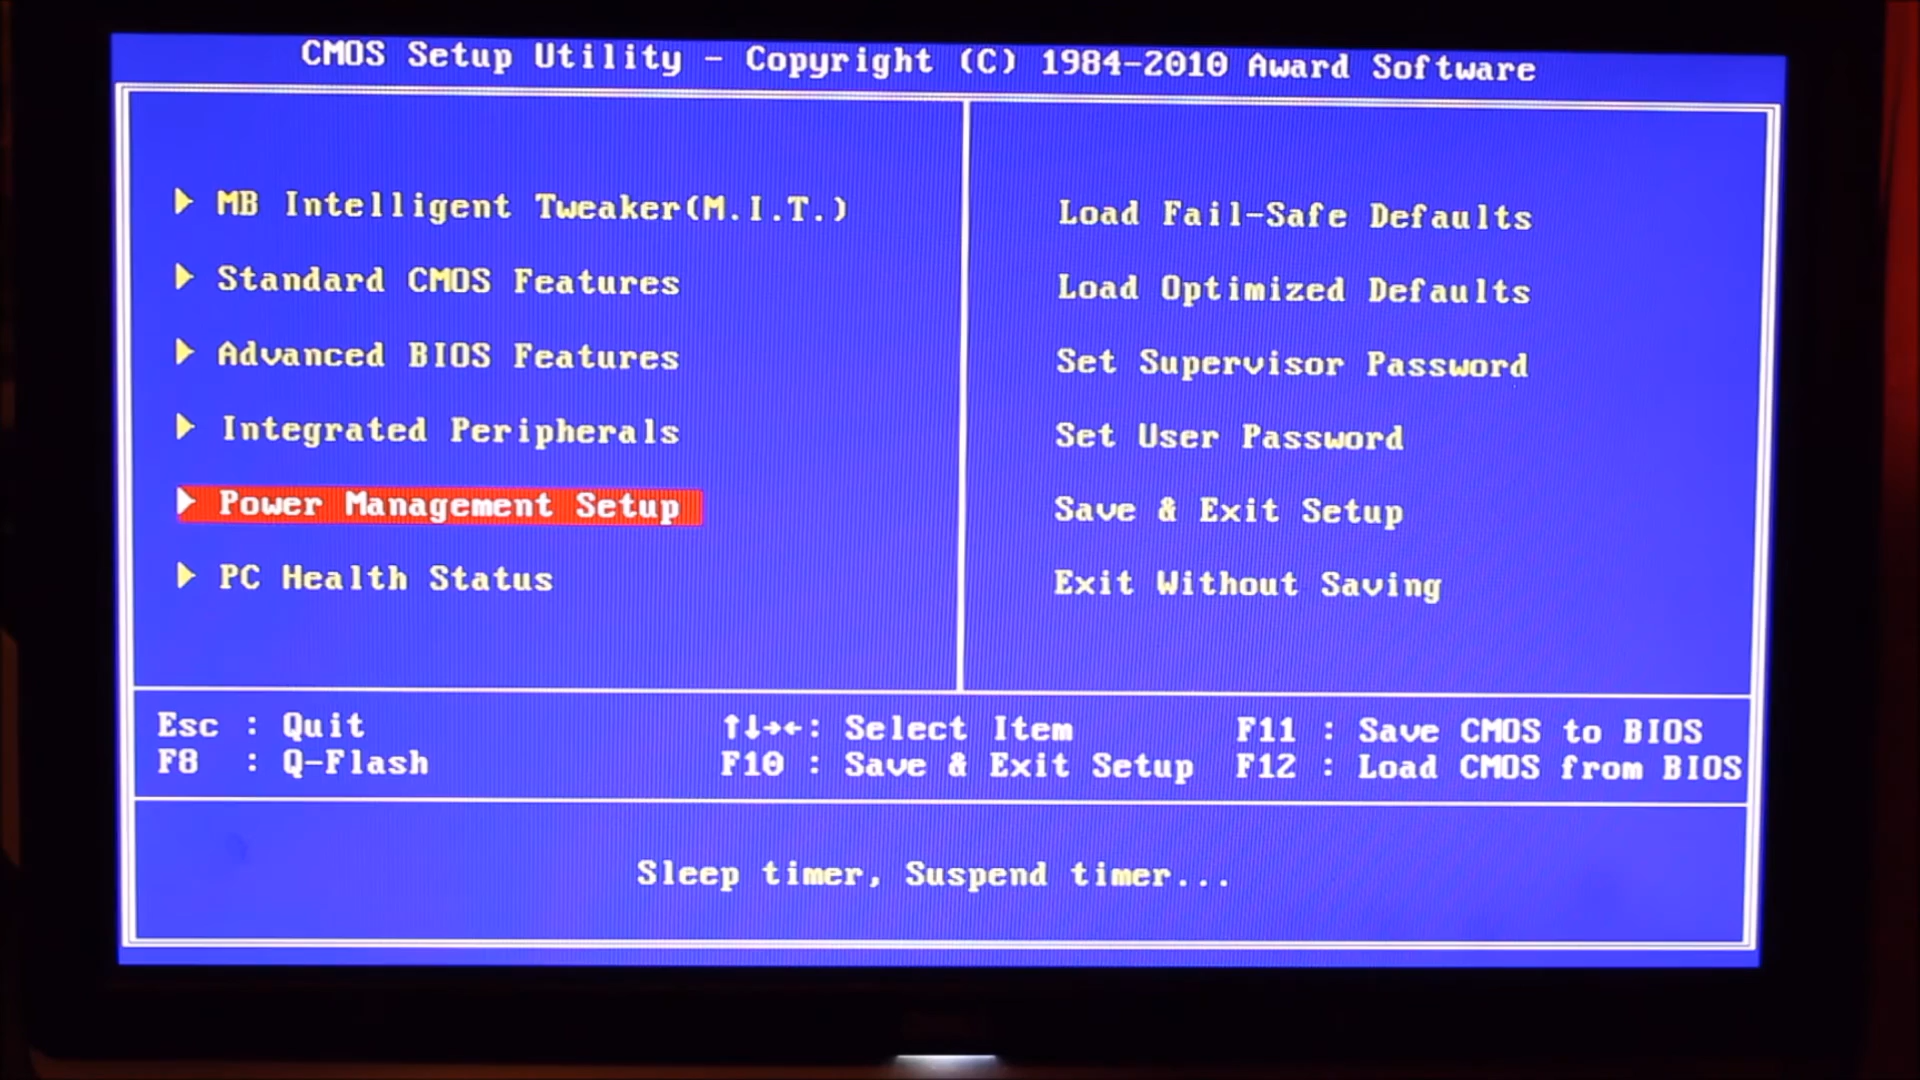 CMOS Setup Utility - Copyright (C) 1984-2010 Award Software
▶ MB Intelligent Tweaker(M.I.T.)
▶ Standard CMOS Features
▶ Advanced BIOS Features
▶ Integrated Peripherals
▶ Power Management Setup
▶ PC Health Status
Load Fail-Safe Defaults
Load Optimized Defaults
Set Supervisor Password
Set User Password
Save & Exit Setup
Exit Without Saving
Esc : Quit ↑↓→←: Select Item F11 : Save CMOS to BIOS
F8 : Q-Flash F10 : Save & Exit Setup F12 : Load CMOS from BIOS
Sleep timer, Suspend timer...